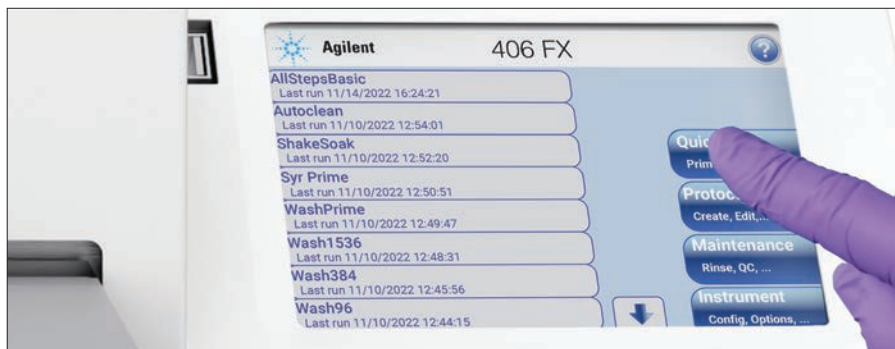 Agilent
406 FX
?
AllStepsBasic
Last run 11/14/2022 16:24:21
Autoclean
Last run 11/10/2022 12:54:01
ShakeSoak
Last run 11/10/2022 12:52:20
Syr Prime
Last run 11/10/2022 12:50:51
WashPrime
Last run 11/10/2022 12:49:47
Wash1536
Last run 11/10/2022 12:48:31
Wash384
Last run 11/10/2022 12:45:56
Wash96
Last run 11/10/2022 12:44:15
Create, Edit,...
Maintenance
Rinse, QC, ...
Instrument
Config, Options, ...